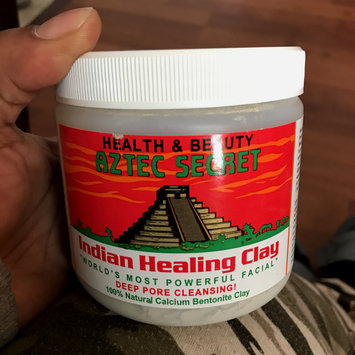 HEALTH & BEAUTY
AZTEC SECRET
Indian Healing Clay
"WORLD'S MOST POWERFUL FACIAL"
DEEP PORE CLEANSING!
100% Natural Calcium Bentonite Clay